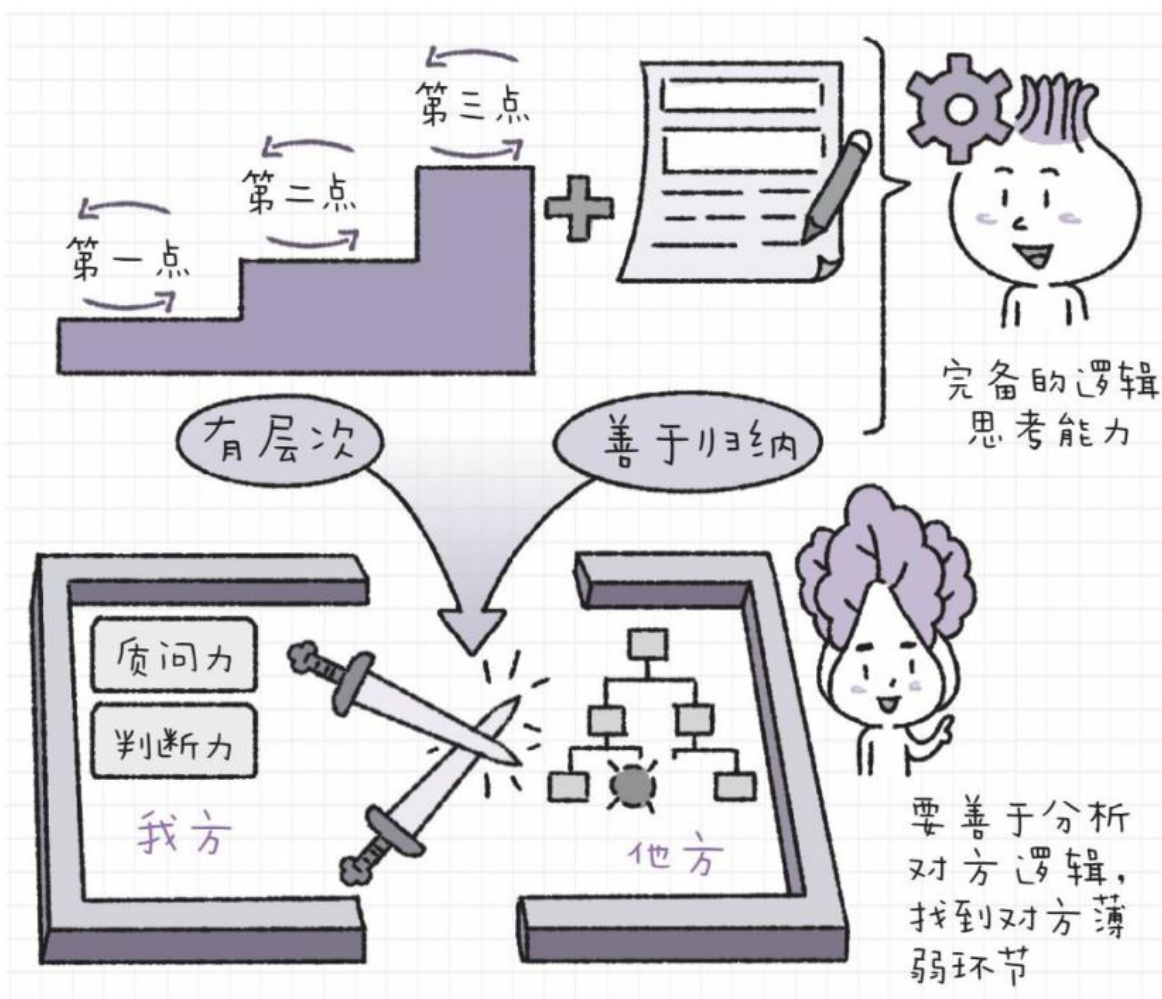 第三点
第二点
第一点
完备的逻辑
思考能力
有层次
善于归纳
质问力
判断力
我方
他方
要善于分析
对方逻辑,
找到对方薄
弱环节